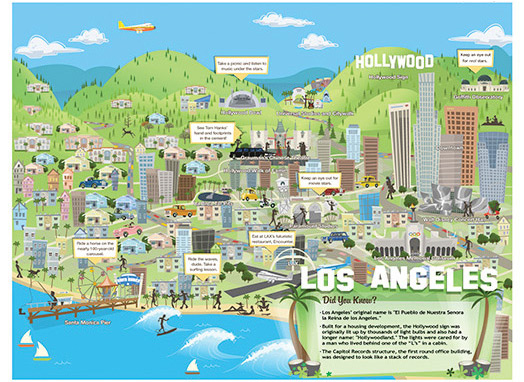 HOLLYWOOD
Hollywood Sign
Keep an eye out
for real stars.
Griffith Observatory
Take a picnic and listen to
music under the stars.
Hollywood Bowl
Universal Studios and Citywalk
See Tom Hanks'
hand and footprints
in the cement!
Grauman's Chinese Theatre
Hollywood Walk of Fame
Keep an eye out for
movie stars.
Walt Disney Concert Hall
Eat at LAX's futuristic
restaurant, Encounter.
Ride a horse on the
nearly 100-year-old
carousel.
Ride the waves,
dude. Take a
surfing lesson.
Santa Monica Pier
LOS ANGELES
Did You Know?
· Los Angeles' original name is "El Pueblo de Nuestra Senora
la Reina de los Angeles."
· Built for a housing development, the Hollywood sign was
originally lit up by thousands of light bulbs and also had a
longer name: "Hollywoodland." The lights were cared for by
a man who lived behind one of the "L's" in a cabin.
· The Capitol Records structure, the first round office building,
was designed to look like a stack of records.